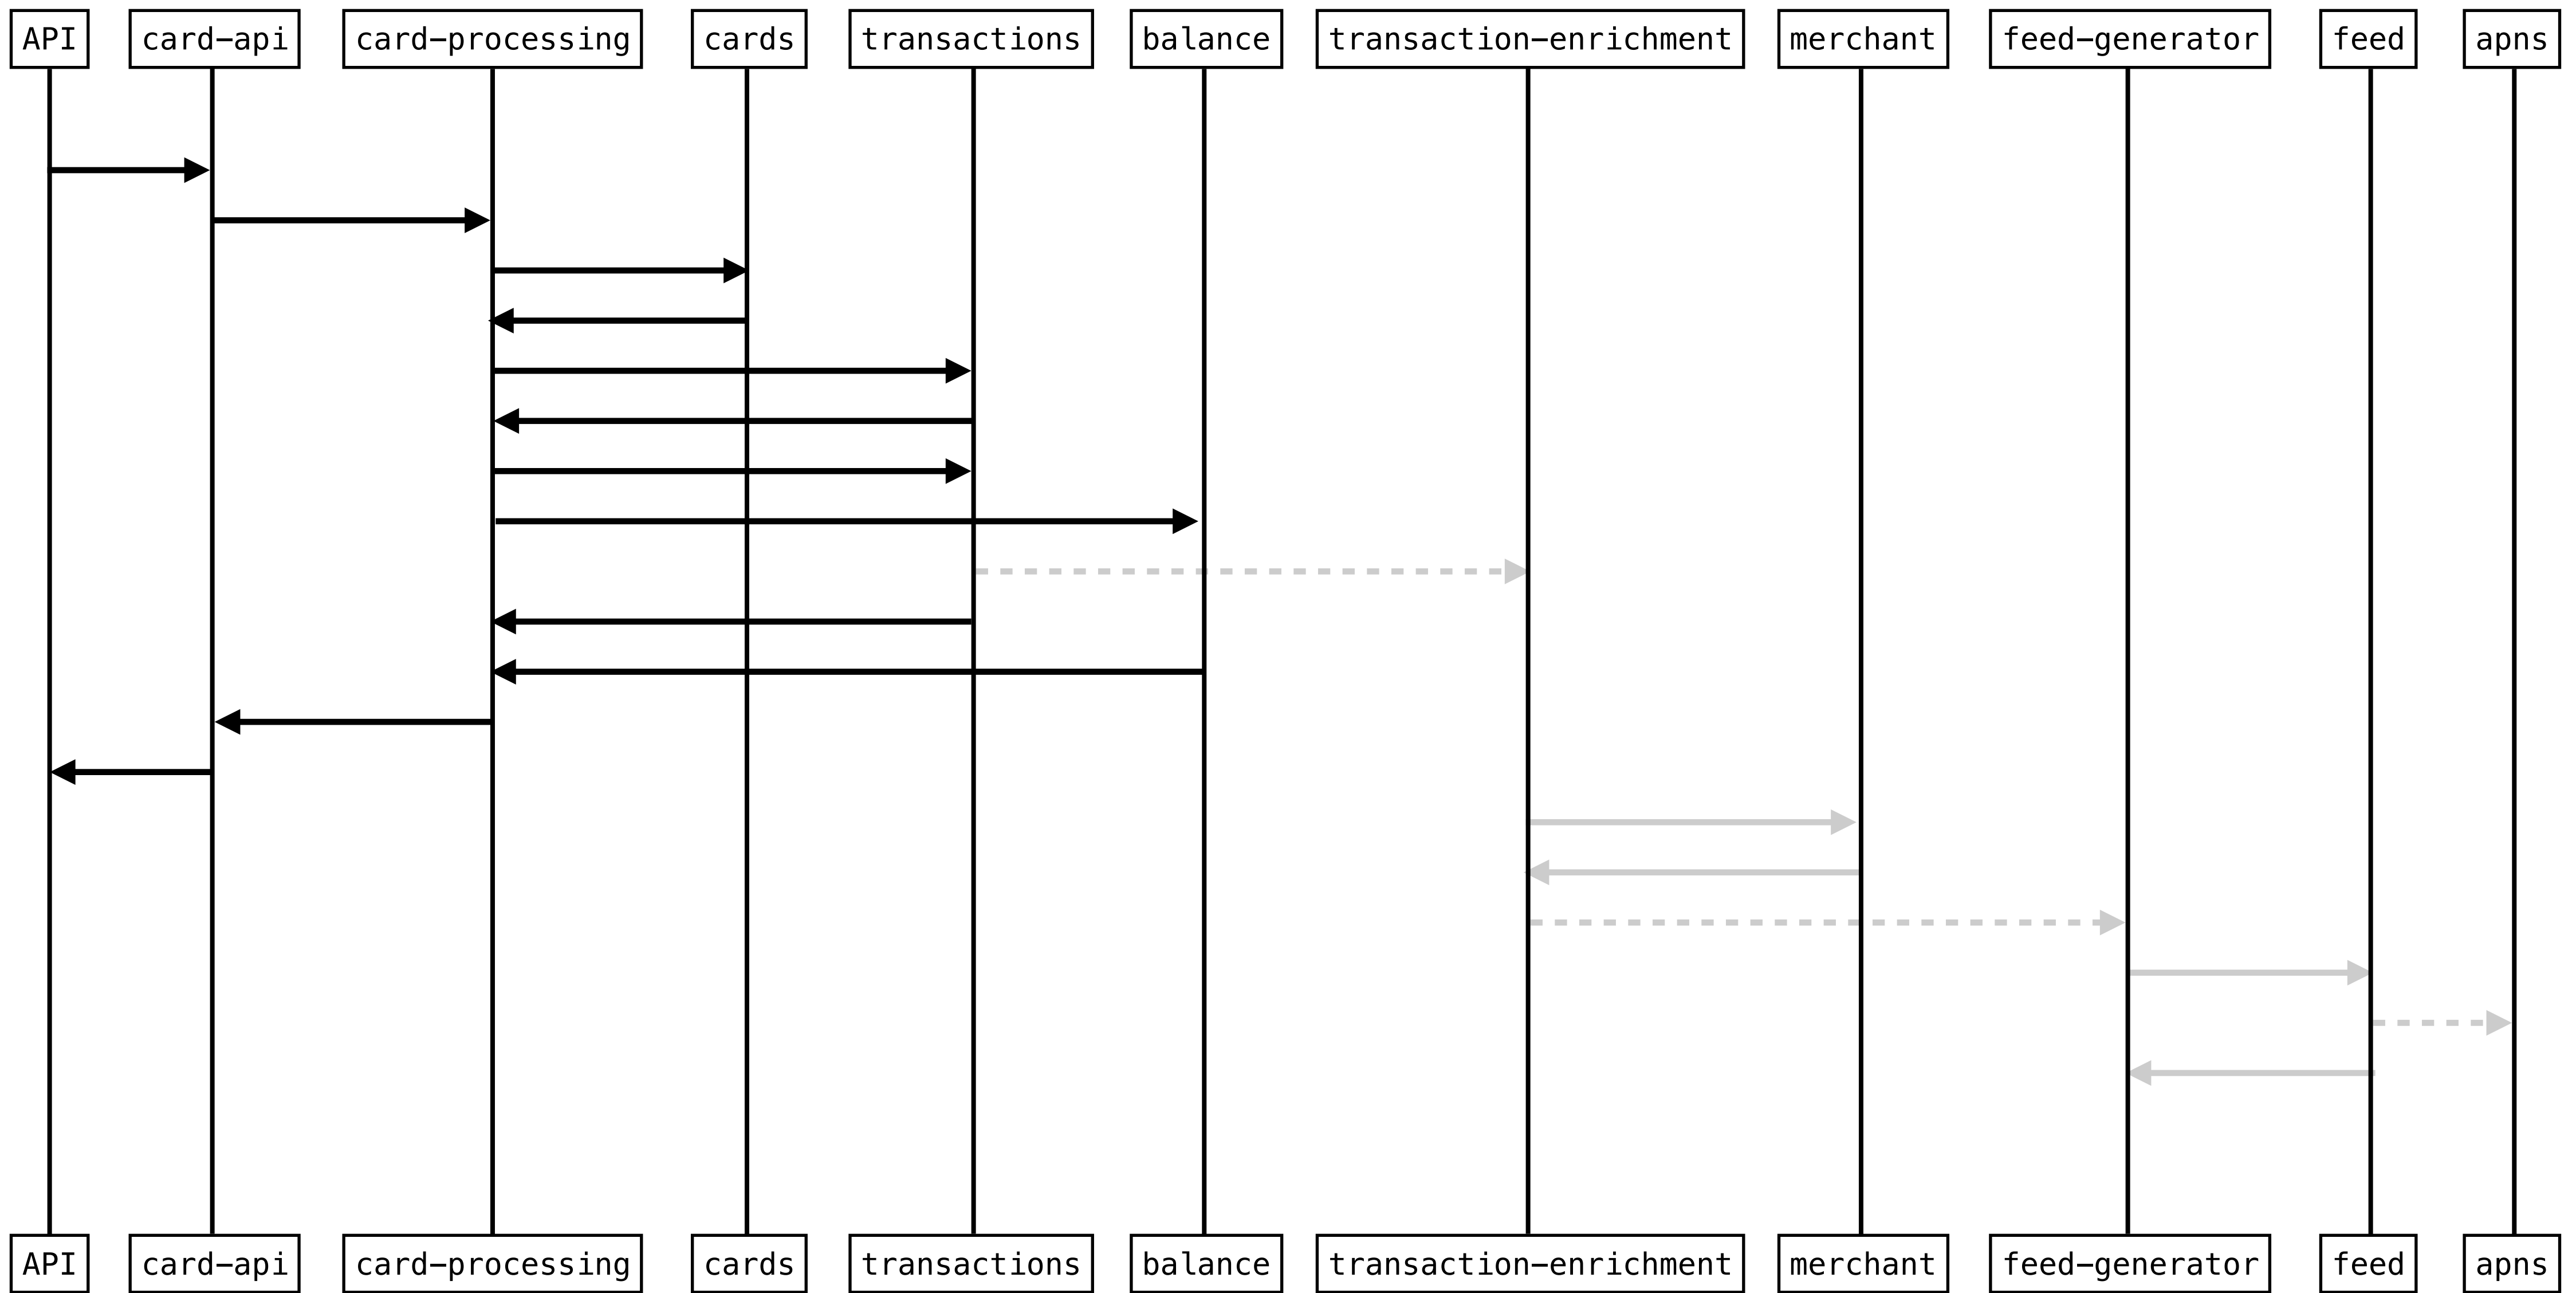 API card-api card-processing cards transactions balance transaction-enrichment merchant feed-generator feed apns
API card-api card-processing cards transactions balance transaction-enrichment merchant feed-generator feed apns